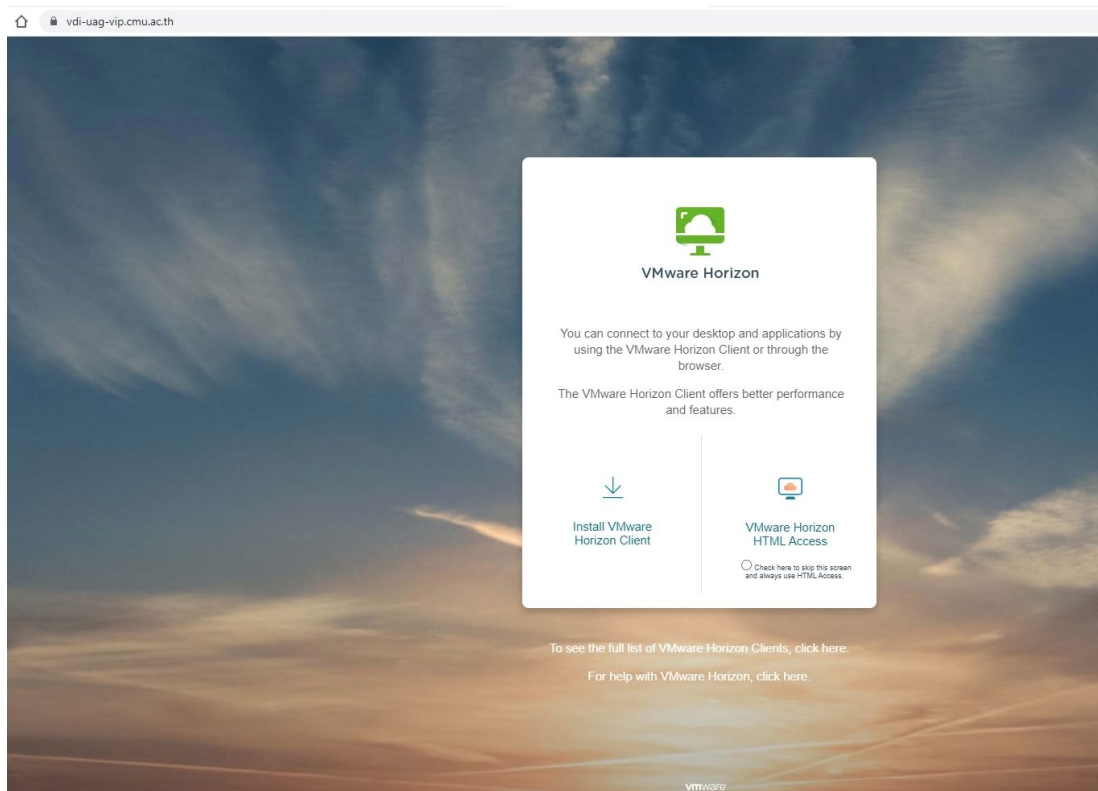 vdi-uag-vip.cmu.ac.th
VMware Horizon
You can connect to your desktop and applications by
using the VMware Horizon Client or through the
browser.
The VMware Horizon Client offers better performance
and features.
Install VMware
Horizon Client
VMware Horizon
HTML Access
Check here to skip this screen
and always use HTML Access.
To see the full list of VMware Horizon Clients, click here.
For help with VMware Horizon, click here.
vmware